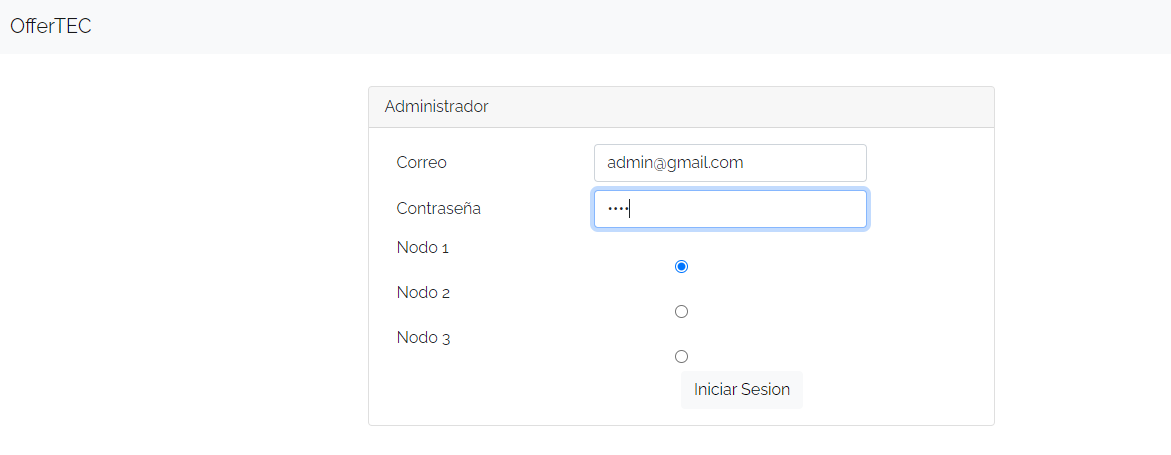 OfferTEC
Administrador
Correo admin@gmail.com
Contraseña ••••
Nodo 1
Nodo 2
Nodo 3
Iniciar Sesion